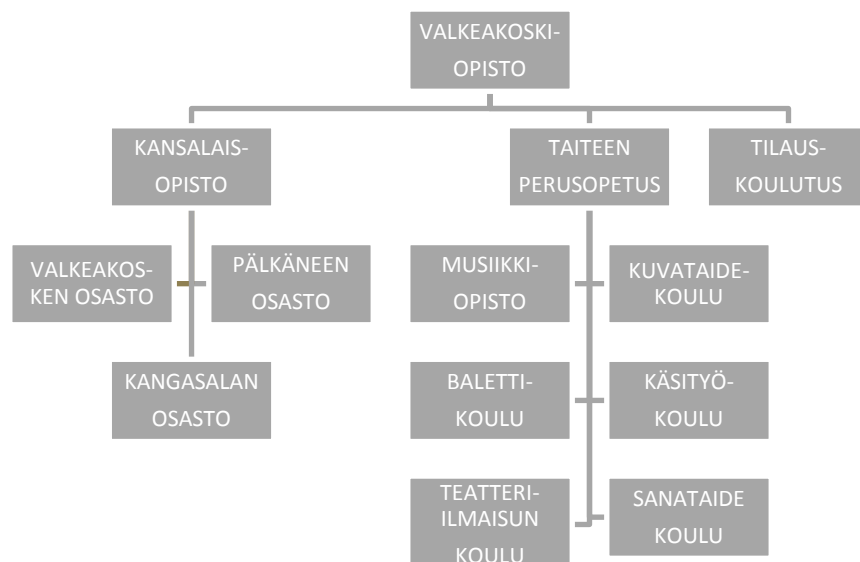 VALKEAKOSKI-
OPISTO
KANSALAIS-
OPISTO
TAITEEN
PERUSOPETUS
TILAUS-
KOULUTUS
VALKEAKOS-
KEN OSASTO
PÄLKÄNEEN
OSASTO
MUSIIKKI-
OPISTO
KUVATAIDE-
KOULU
KANGASALAN
OSASTO
BALETTI-
KOULU
KÄSITYÖ-
KOULU
TEATTERI-
ILMAISUN
KOULU
SANATAIDE
KOULU